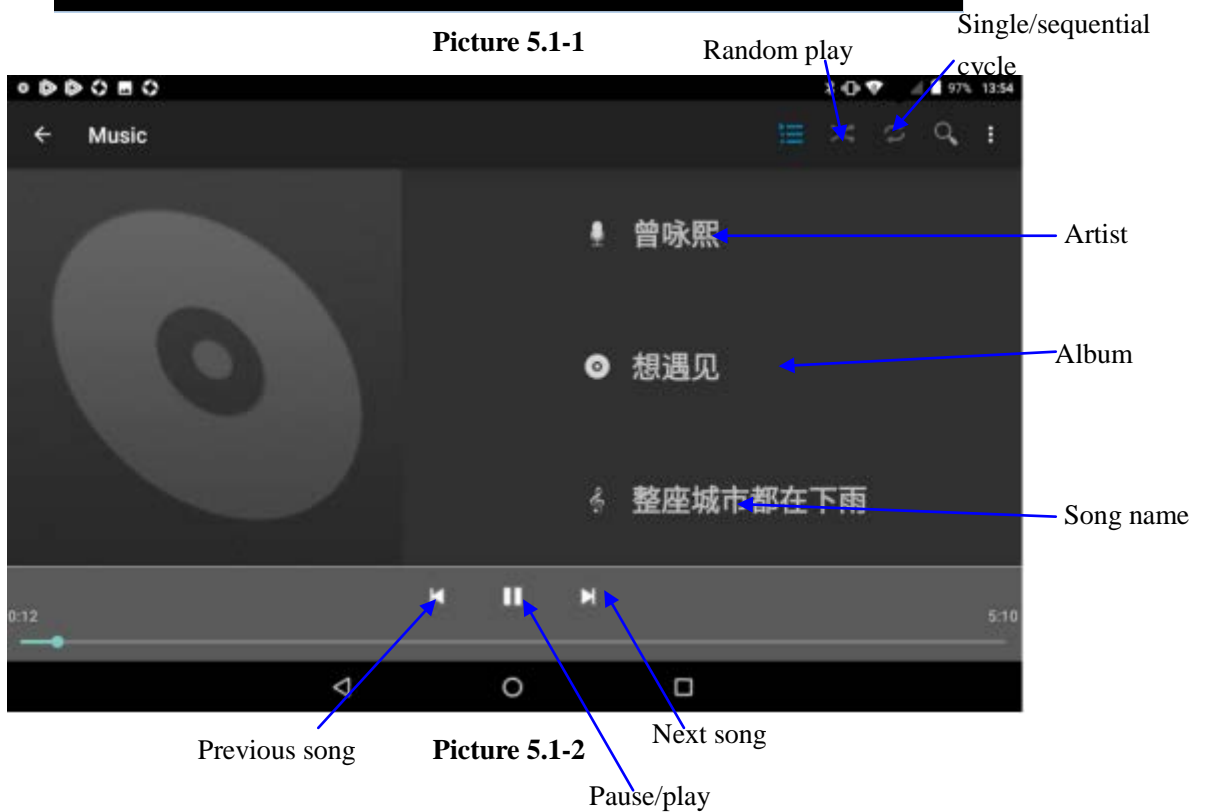 Picture 5.1-1
Random play
Single/sequential
cycle
97% 13:54
Music
曾咏熙
Artist
想遇见
Album
整座城市都在下雨
Song name
0:12
5:10
Previous song
Picture 5.1-2
Next song
Pause/play